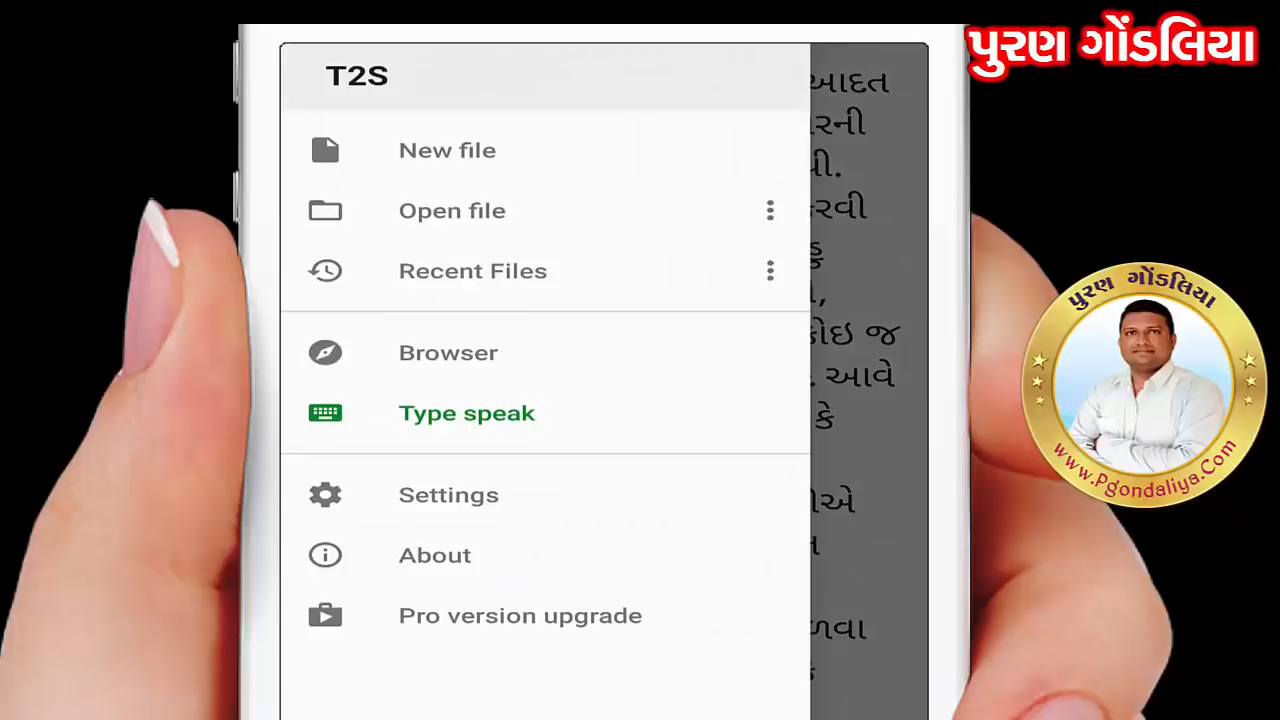 પુરણ ગોંડલિયા
T2S
New file
Open file
Recent Files
Browser
Type speak
Settings
About
Pro version upgrade
આદત
વી.
કરવી
કોઇ જ
આવે
કે
પુરણ ગોંડલિયા
www.Pgondaliya.Com